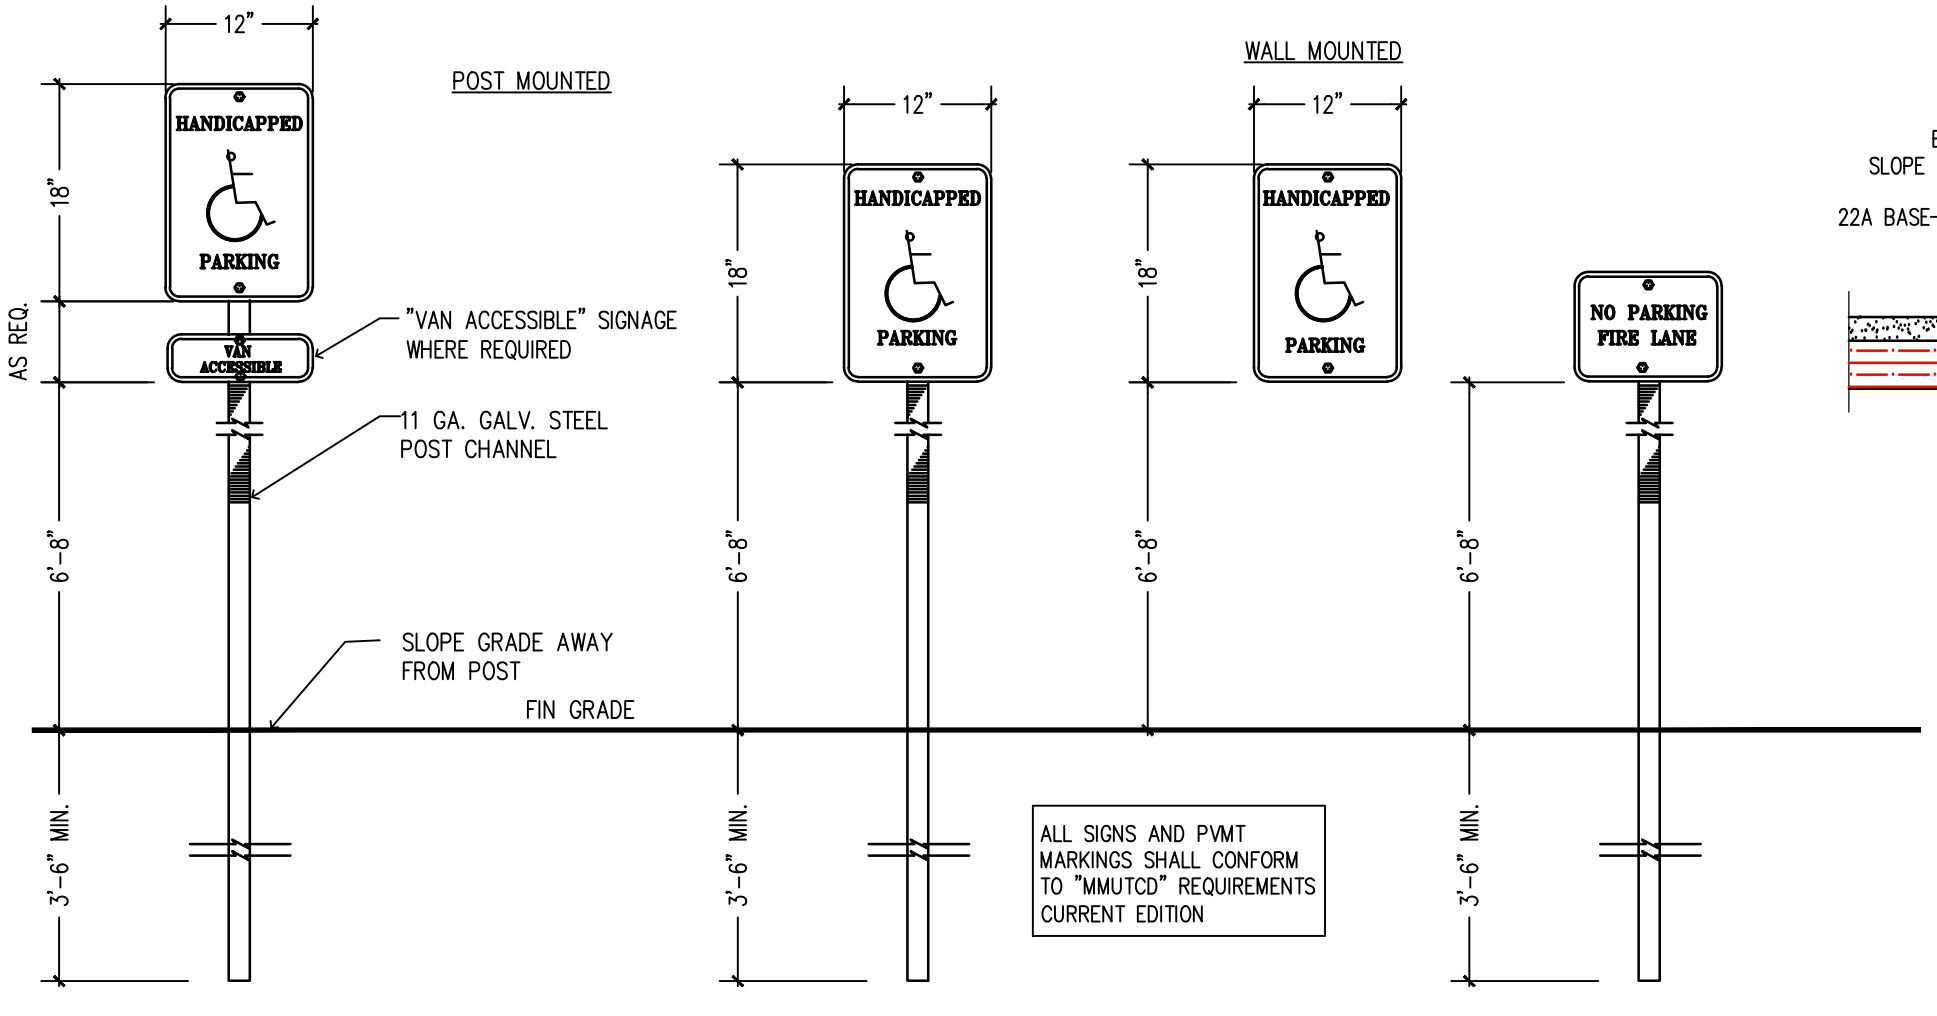 12"
POST MOUNTED
HANDICAPPED
PARKING
18"
AS REQ.
VAN
ACCESSIBLE
"VAN ACCESSIBLE" SIGNAGE
WHERE REQUIRED
11 GA. GALV. STEEL
POST CHANNEL
6'-8"
SLOPE GRADE AWAY
FROM POST
FIN GRADE
3'-6" MIN.
12"
HANDICAPPED
PARKING
18"
6'-8"
3'-6" MIN.
WALL MOUNTED
12"
HANDICAPPED
PARKING
18"
6'-8"
ALL SIGNS AND PVMT
MARKINGS SHALL CONFORM
TO "MMUTCD" REQUIREMENTS
CURRENT EDITION
NO PARKING
FIRE LANE
6'-8"
3'-6" MIN.
SLOPE
22A BASE